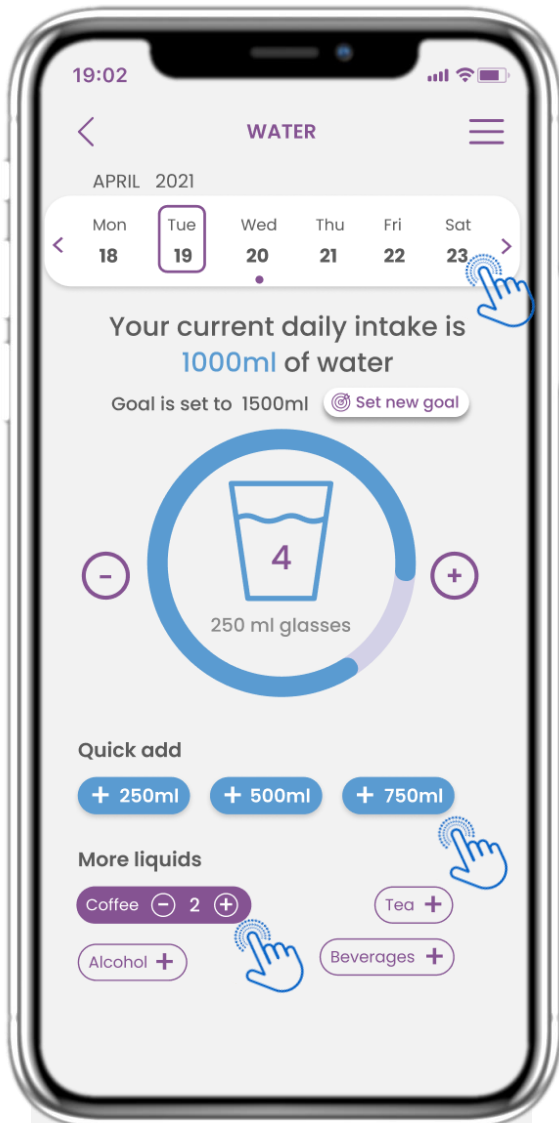 19:02
WATER
APRIL 2021
Mon Tue Wed Thu Fri Sat
< 18 19 20 21 22 23 >
Your current daily intake is
1000ml of water
Goal is set to 1500ml Set new goal
4
- +
250 ml glasses
Quick add
+ 250ml + 500ml + 750ml
More liquids
Coffee - 2 + Tea +
Alcohol + Beverages +